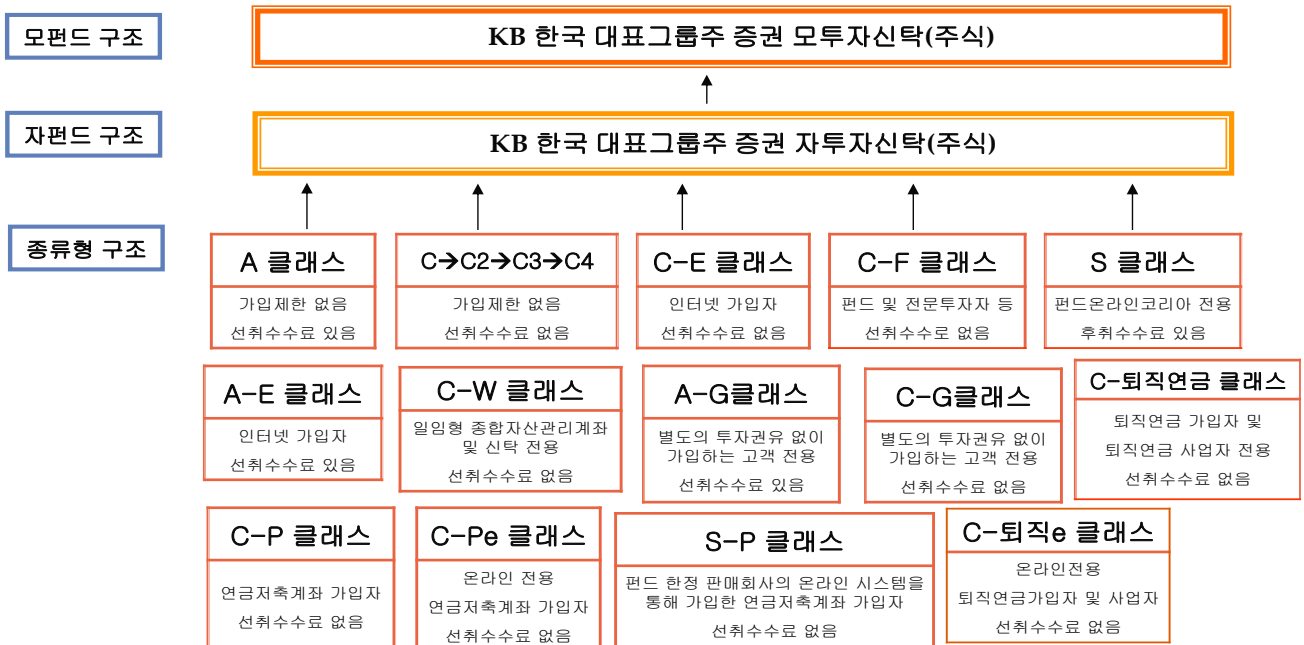 모펀드 구조
KB 한국 대표그룹주 증권 모투자신탁(주식)
자펀드 구조
KB 한국 대표그룹주 증권 자투자신탁(주식)
종류형 구조
A 클래스
가입제한 없음
선취수수료 있음
C→C2→C3→C4
가입제한 없음
선취수수료 없음
C-E 클래스
인터넷 가입자
선취수수료 없음
C-F 클래스
펀드 및 전문투자자 등
선취수수로 없음
S 클래스
펀드온라인코리아 전용
후취수수료 있음
A-E 클래스
인터넷 가입자
선취수수료 있음
C-W 클래스
일임형 종합자산관리계좌
및 신탁 전용
선취수수료 없음
A-G클래스
별도의 투자권유 없이
가입하는 고객 전용
선취수수료 있음
C-G클래스
별도의 투자권유 없이
가입하는 고객 전용
선취수수료 없음
C-퇴직연금 클래스
퇴직연금 가입자 및
퇴직연금 사업자 전용
선취수수료 없음
C-P 클래스
연금저축계좌 가입자
선취수수료 없음
C-Pe 클래스
온라인 전용
연금저축계좌 가입자
선취수수료 없음
S-P 클래스
펀드 한정 판매회사의 온라인 시스템을
통해 가입한 연금저축계좌 가입자
선취수수료 없음
C-퇴직e 클래스
온라인전용
퇴직연금가입자 및 사업자
선취수수료 없음